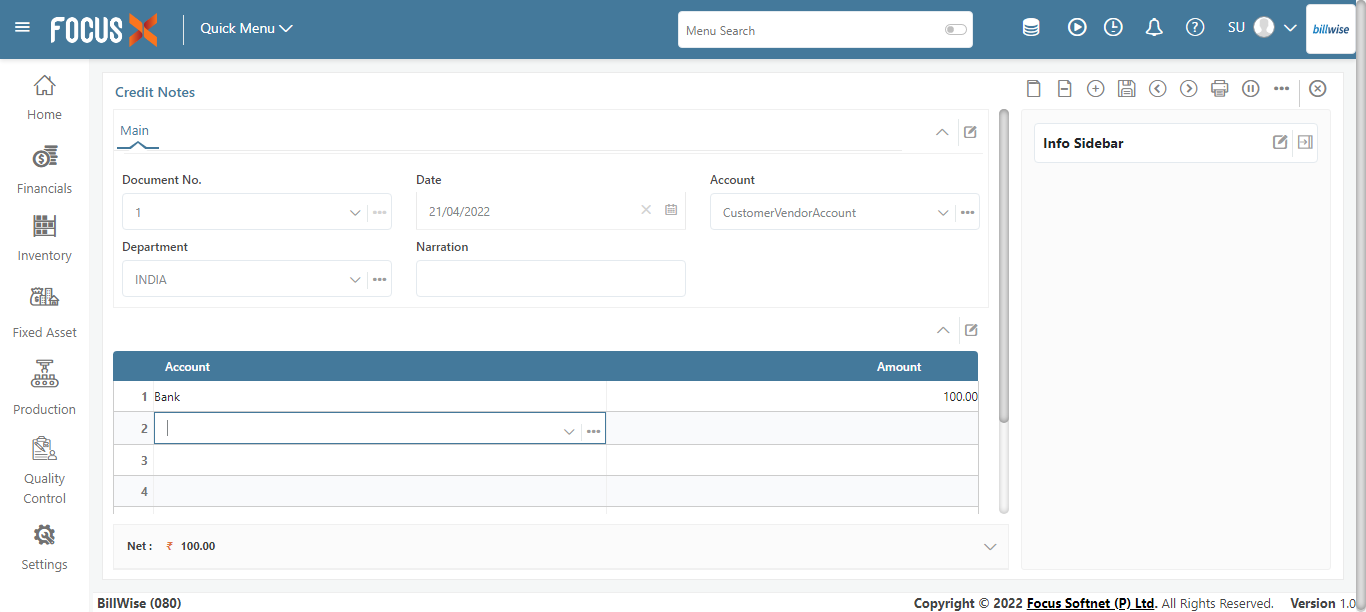 FOCUS X
Quick Menu
Menu Search
SU
billwise
Home
Financials
Inventory
Fixed Asset
Production
Quality
Control
Settings
Credit Notes
Main
Document No.
Date
Account
1
21/04/2022
CustomerVendorAccount
Department
Narration
INDIA
Account
Amount
1 Bank 100.00
2
3
4
Net : ₹ 100.00
Info Sidebar
BillWise (080)
Copyright © 2022 Focus Softnet (P) Ltd. All Rights Reserved. Version 1.0